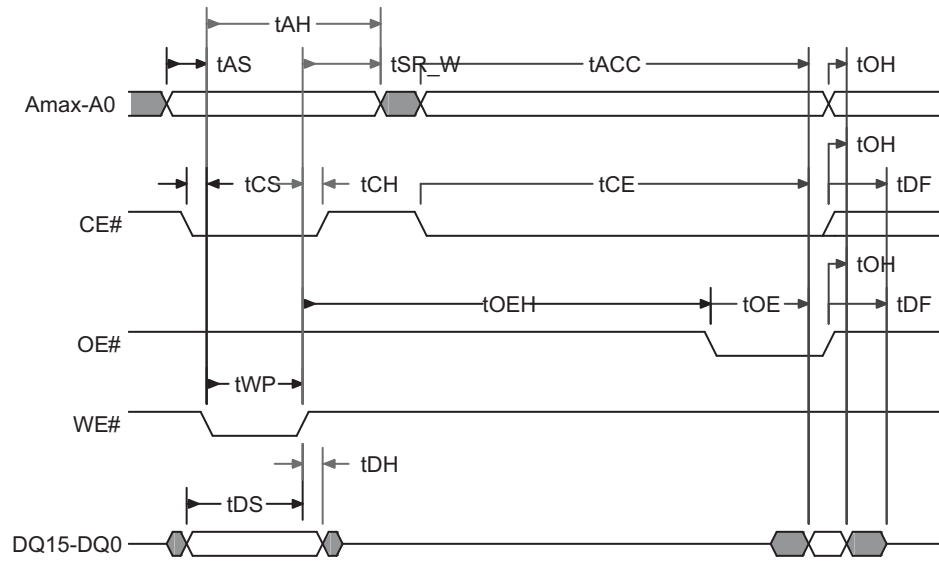 tAH
tAS tSR_W tACC tOH
Amax-A0
tOH
tCS tCH tCE tDF
CE#
tOH
tOEH tOE tDF
OE#
tWP
WE#
tDH
tDS
DQ15-DQ0